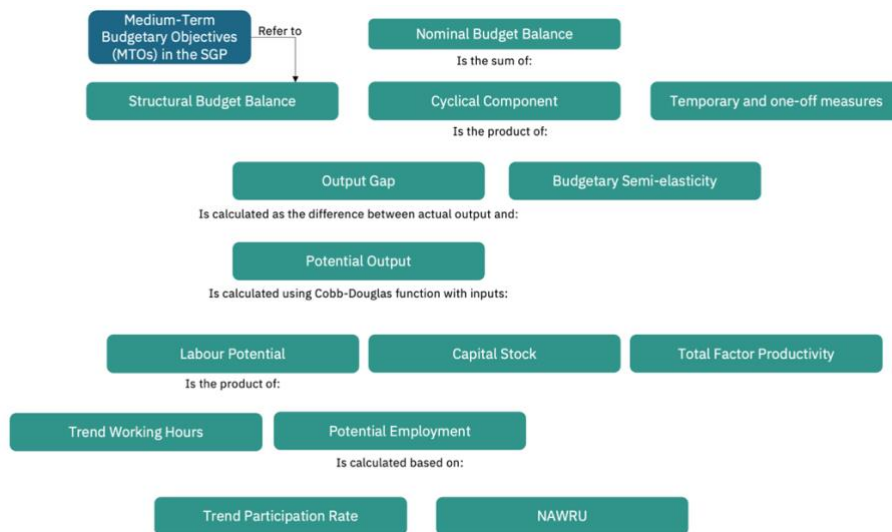 Medium-Term
Budgetary Objectives
(MTOs) in the SGP
Refer to
Nominal Budget Balance
Is the sum of:
Structural Budget Balance
Cyclical Component
Temporary and one-off measures
Is the product of:
Output Gap
Budgetary Semi-elasticity
Is calculated as the difference between actual output and:
Potential Output
Is calculated using Cobb-Douglas function with inputs:
Labour Potential
Capital Stock
Total Factor Productivity
Is the product of:
Trend Working Hours
Potential Employment
Is calculated based on:
Trend Participation Rate
NAWRU